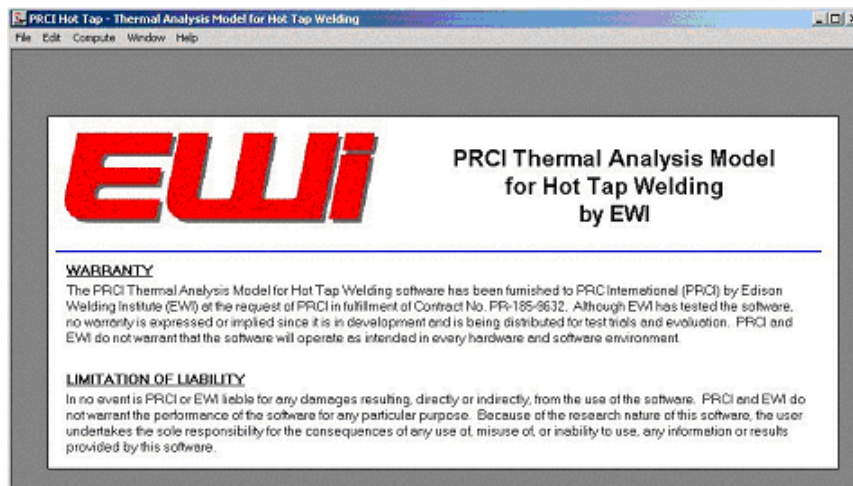 PRCI Hot Tap - Thermal Analysis Model for Hot Tap Welding
File Edit Compute Window Help
EWI
PRCI Thermal Analysis Model
for Hot Tap Welding
by EWI
WARRANTY
The PRCI Thermal Analysis Model for Hot Tap Welding software has been furnished to PRC International (PRCI) by Edison
Welding Institute (EWI) at the request of PRCI in fulfillment of Contract No. PR-185-9632. Although EWI has tested the software,
no warranty is expressed or implied since it is in development and is being distributed for test trials and evaluation. PRCI and
EWI do not warrant that the software will operate as intended in every hardware and software environment.
LIMITATION OF LIABILITY
In no event is PRCI or EWI liable for any damages resulting, directly or indirectly, from the use of the software. PRCI and EWI do
not warrant the performance of the software for any particular purpose. Because of the research nature of this software, the user
undertakes the sole responsibility for the consequences of any use of, misuse of, or inability to use, any information or results
provided by this software.